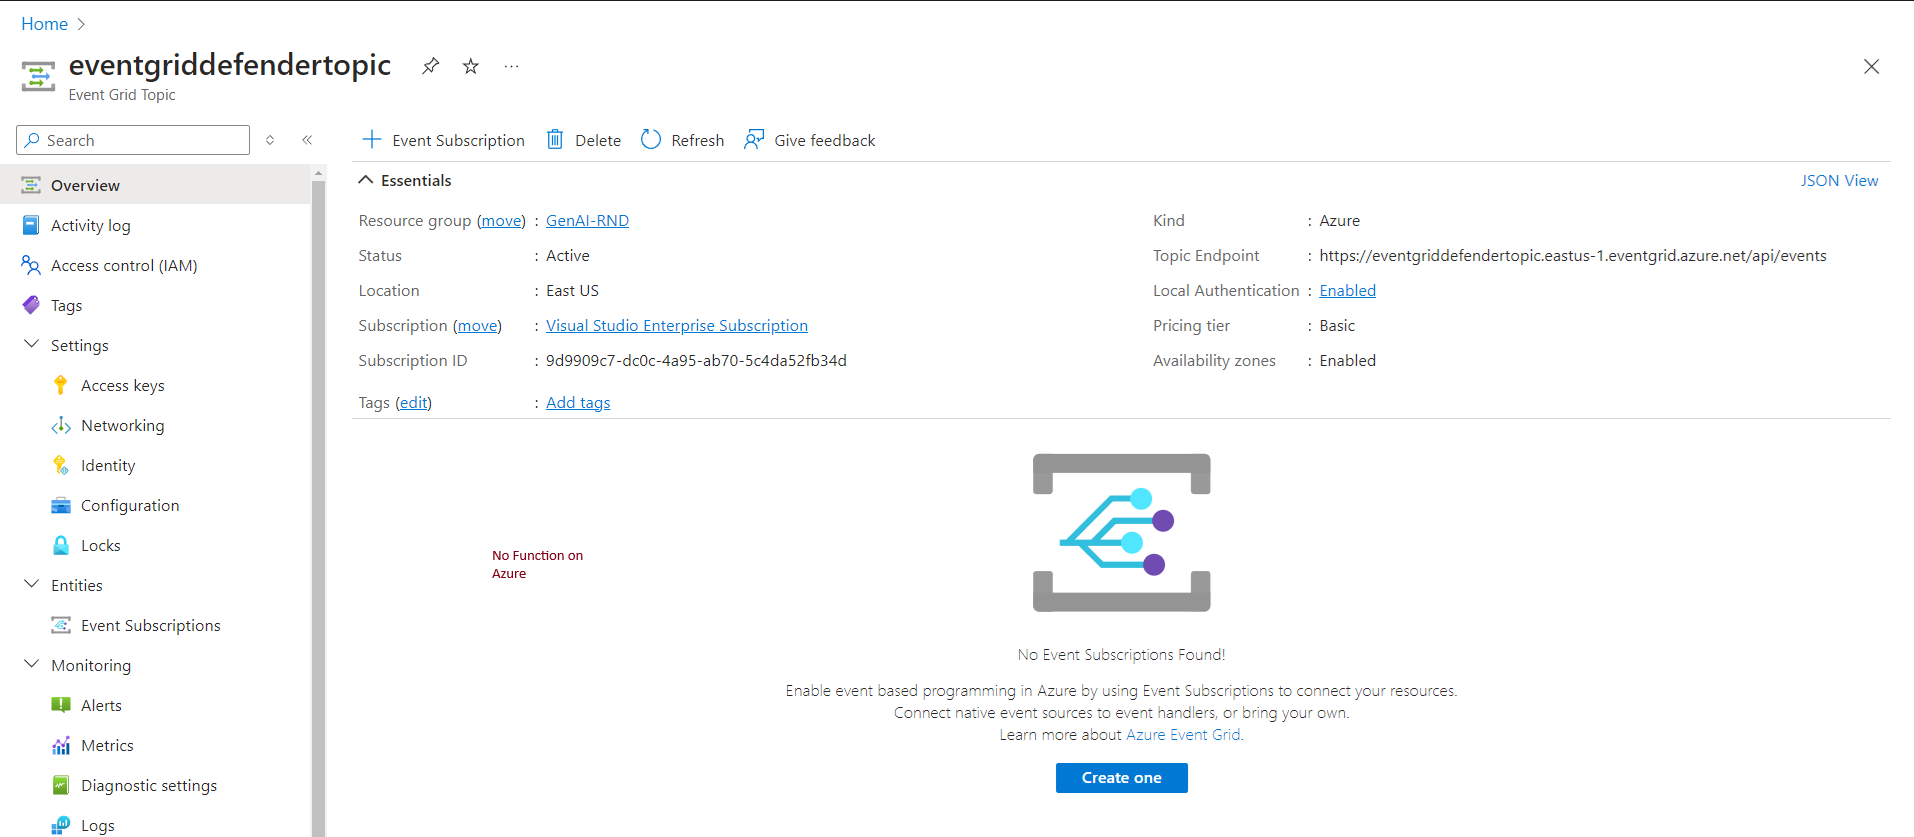 Home
eventgriddefendertopic
Event Grid Topic
Search
Event Subscription
Delete
Refresh
Give feedback
Overview
Activity log
Access control (IAM)
Tags
Settings
Access keys
Networking
Identity
Configuration
Locks
Entities
Event Subscriptions
Monitoring
Alerts
Metrics
Diagnostic settings
Logs
Essentials
JSON View
Resource group (move) : GenAI-RND
Status : Active
Location : East US
Subscription (move) : Visual Studio Enterprise Subscription
Subscription ID : 9d9909c7-dc0c-4a95-ab70-5c4da52fb34d
Tags (edit) : Add tags
Kind : Azure
Topic Endpoint : https://eventgriddefendertopic.eastus-1.eventgrid.azure.net/api/events
Local Authentication : Enabled
Pricing tier : Basic
Availability zones : Enabled
No Function on
Azure
No Event Subscriptions Found!
Enable event based programming in Azure by using Event Subscriptions to connect your resources.
Connect native event sources to event handlers, or bring your own.
Learn more about Azure Event Grid.
Create one